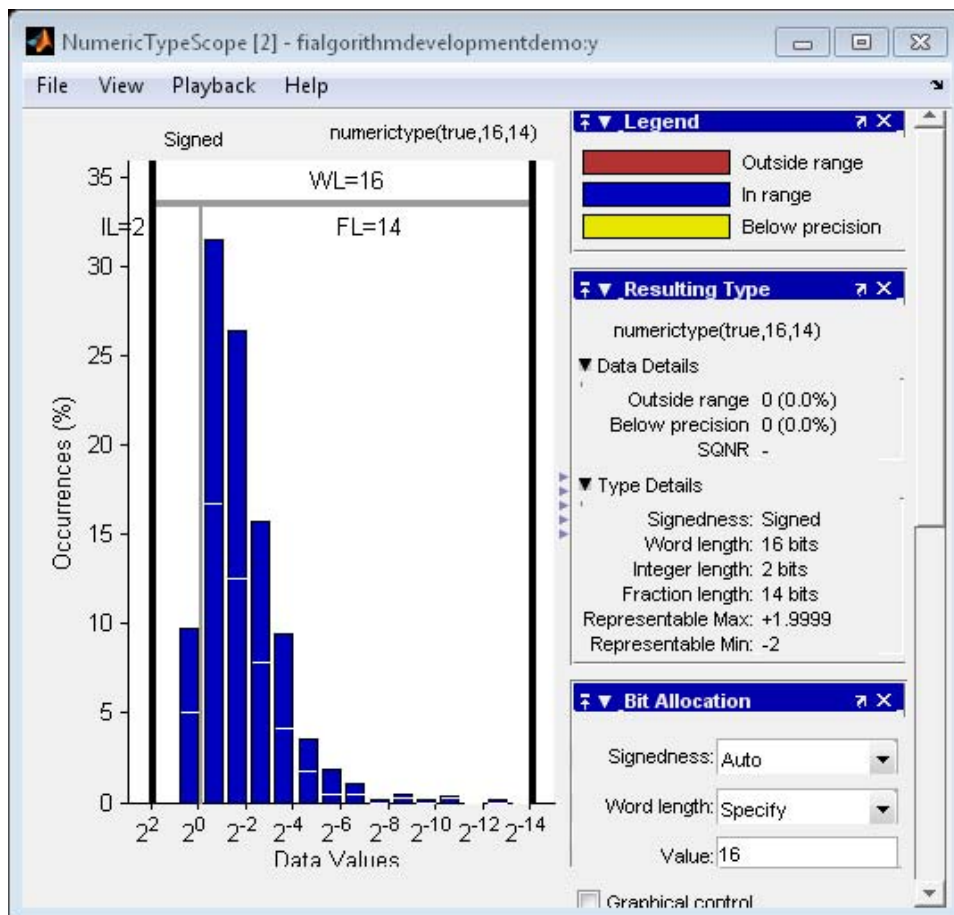 NumericTypeScope [2] - fialgorithmdevelopmentdemo:y
File View Playback Help
Signed numerictype(true,16,14)
WL=16
IL=2 FL=14
Occurrences (%)
35
30
25
20
15
10
5
0
2^2 2^0 2^-2 2^-4 2^-6 2^-8 2^-10 2^-12 2^-14
Data Values
Legend
Outside range
In range
Below precision
Resulting Type
numerictype(true,16,14)
Data Details
Outside range 0 (0.0%)
Below precision 0 (0.0%)
SQNR -
Type Details
Signedness: Signed
Word length: 16 bits
Integer length: 2 bits
Fraction length: 14 bits
Representable Max: +1.9999
Representable Min: -2
Bit Allocation
Signedness: Auto
Word length: Specify
Value: 16
Graphical control